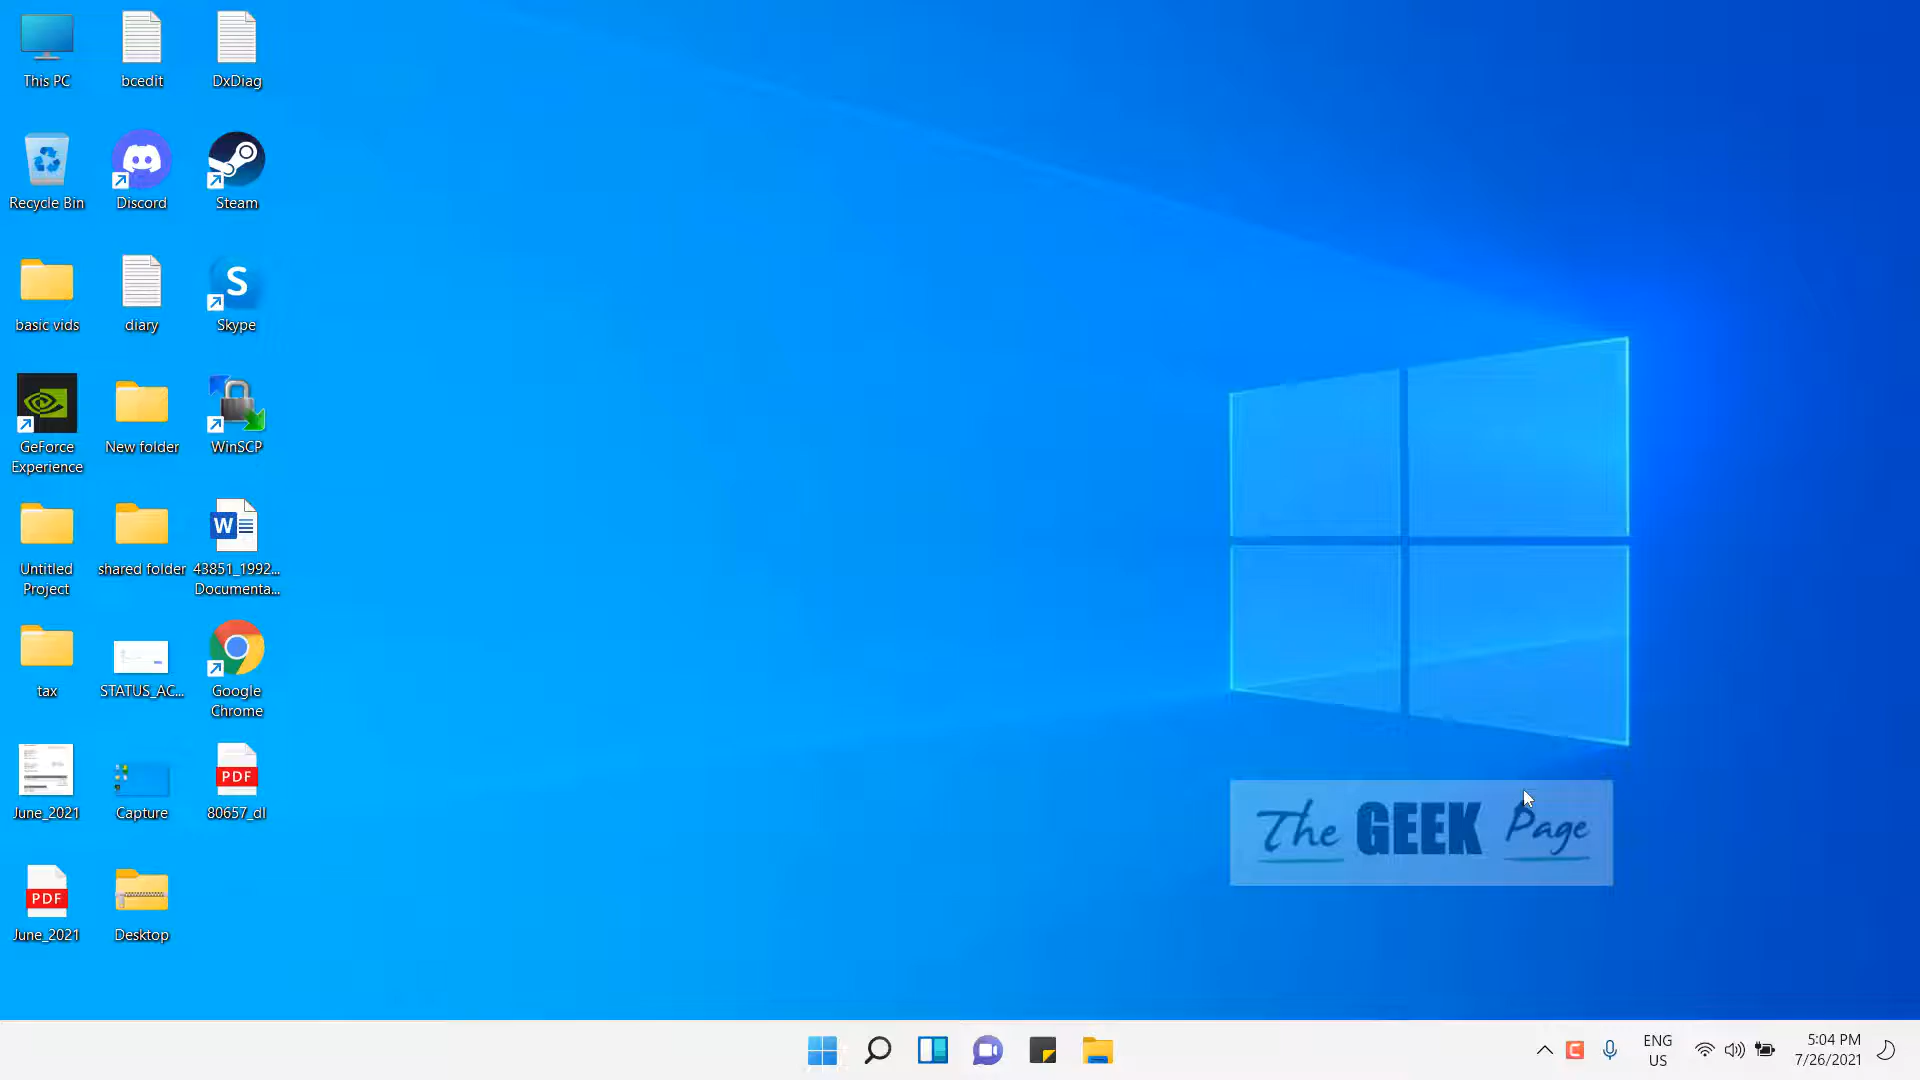 This PC
bcedit
DxDiag
Recycle Bin
Discord
Steam
basic vids
diary
S
Skype
GeForce
Experience
New folder
WinSCP
Untitled
Project
shared folder
W
43851_1992...
Documenta...
tax
STATUS_AC...
Google
Chrome
June_2021
Capture
PDF
80657_dl
PDF
June_2021
Desktop
The GEEK Page
ENG
US
5:04 PM
7/26/2021